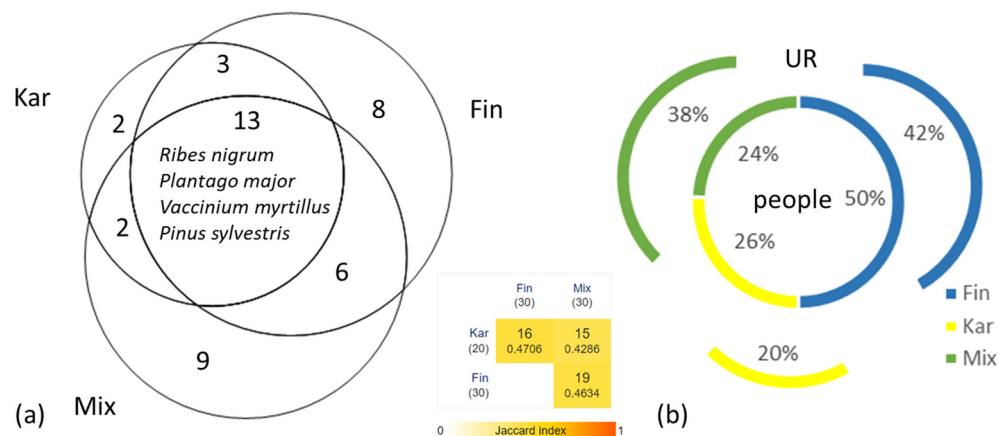 Kar
Fin
3
8
2
13
Ribes nigrum
Plantago major
Vaccinium myrtillus
Pinus sylvestris
2
6
9
Mix
(a)
Fin
(30)
Mix
(30)
Kar
(20)
16
0.4706
15
0.4286
Fin
(30)
19
0.4634
0
Jaccard index
1
UR
38%
42%
24%
people
50%
26%
20%
Fin
Kar
Mix
(b)